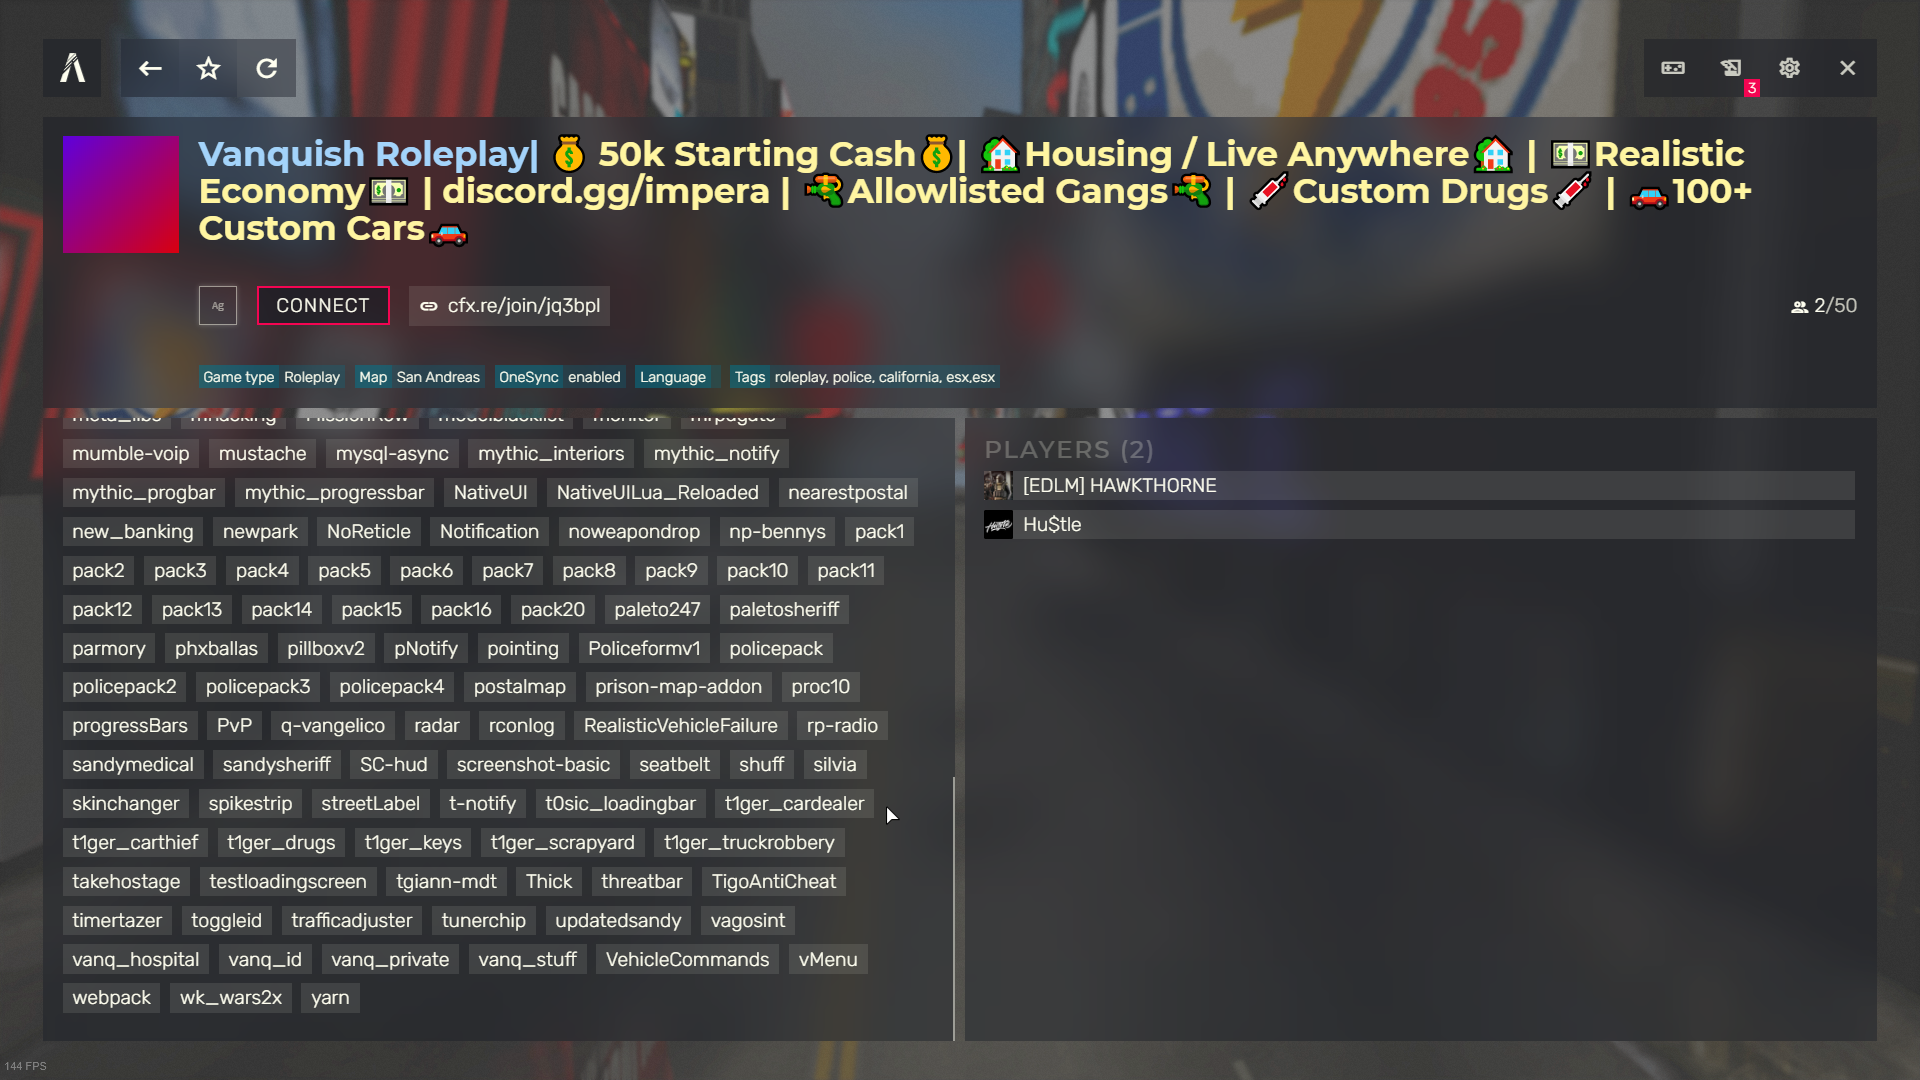 3
Vanquish Roleplay| 💰 50k Starting Cash💰| 🏠Housing / Live Anywhere🏠 | 💵Realistic
Economy💵 | discord.gg/impera | 🔫Allowlisted Gangs🔫 | 💉Custom Drugs💉 | 🚗100+
Custom Cars🚗
Ag CONNECT cfx.re/join/jq3bpl 2/50
Game type Roleplay Map San Andreas OneSync enabled Language Tags roleplay, police, california, esx,esx
meta_libs mhacking MissionRow modelblacklist monitor mrpdgate
mumble-voip mustache mysql-async mythic_interiors mythic_notify
mythic_progbar mythic_progressbar NativeUI NativeUILua_Reloaded nearestpostal
new_banking newpark NoReticle Notification noweapondrop np-bennys pack1
pack2 pack3 pack4 pack5 pack6 pack7 pack8 pack9 pack10 pack11
pack12 pack13 pack14 pack15 pack16 pack20 paleto247 paletosheriff
parmory phxballas pillboxv2 pNotify pointing Policeformv1 policepack
policepack2 policepack3 policepack4 postalmap prison-map-addon proc10
progressBars PvP q-vangelico radar rconlog RealisticVehicleFailure rp-radio
sandymedical sandysheriff SC-hud screenshot-basic seatbelt shuff silvia
skinchanger spikestrip streetLabel t-notify t0sic_loadingbar t1ger_cardealer
t1ger_carthief t1ger_drugs t1ger_keys t1ger_scrapyard t1ger_truckrobbery
takehostage testloadingscreen tgiann-mdt Thick threatbar TigoAntiCheat
timertazer toggleid trafficadjuster tunerchip updatedsandy vagosint
vanq_hospital vanq_id vanq_private vanq_stuff VehicleCommands vMenu
webpack wk_wars2x yarn
PLAYERS (2)
[EDLM] HAWKTHORNE
Hu$tle
144 FPS